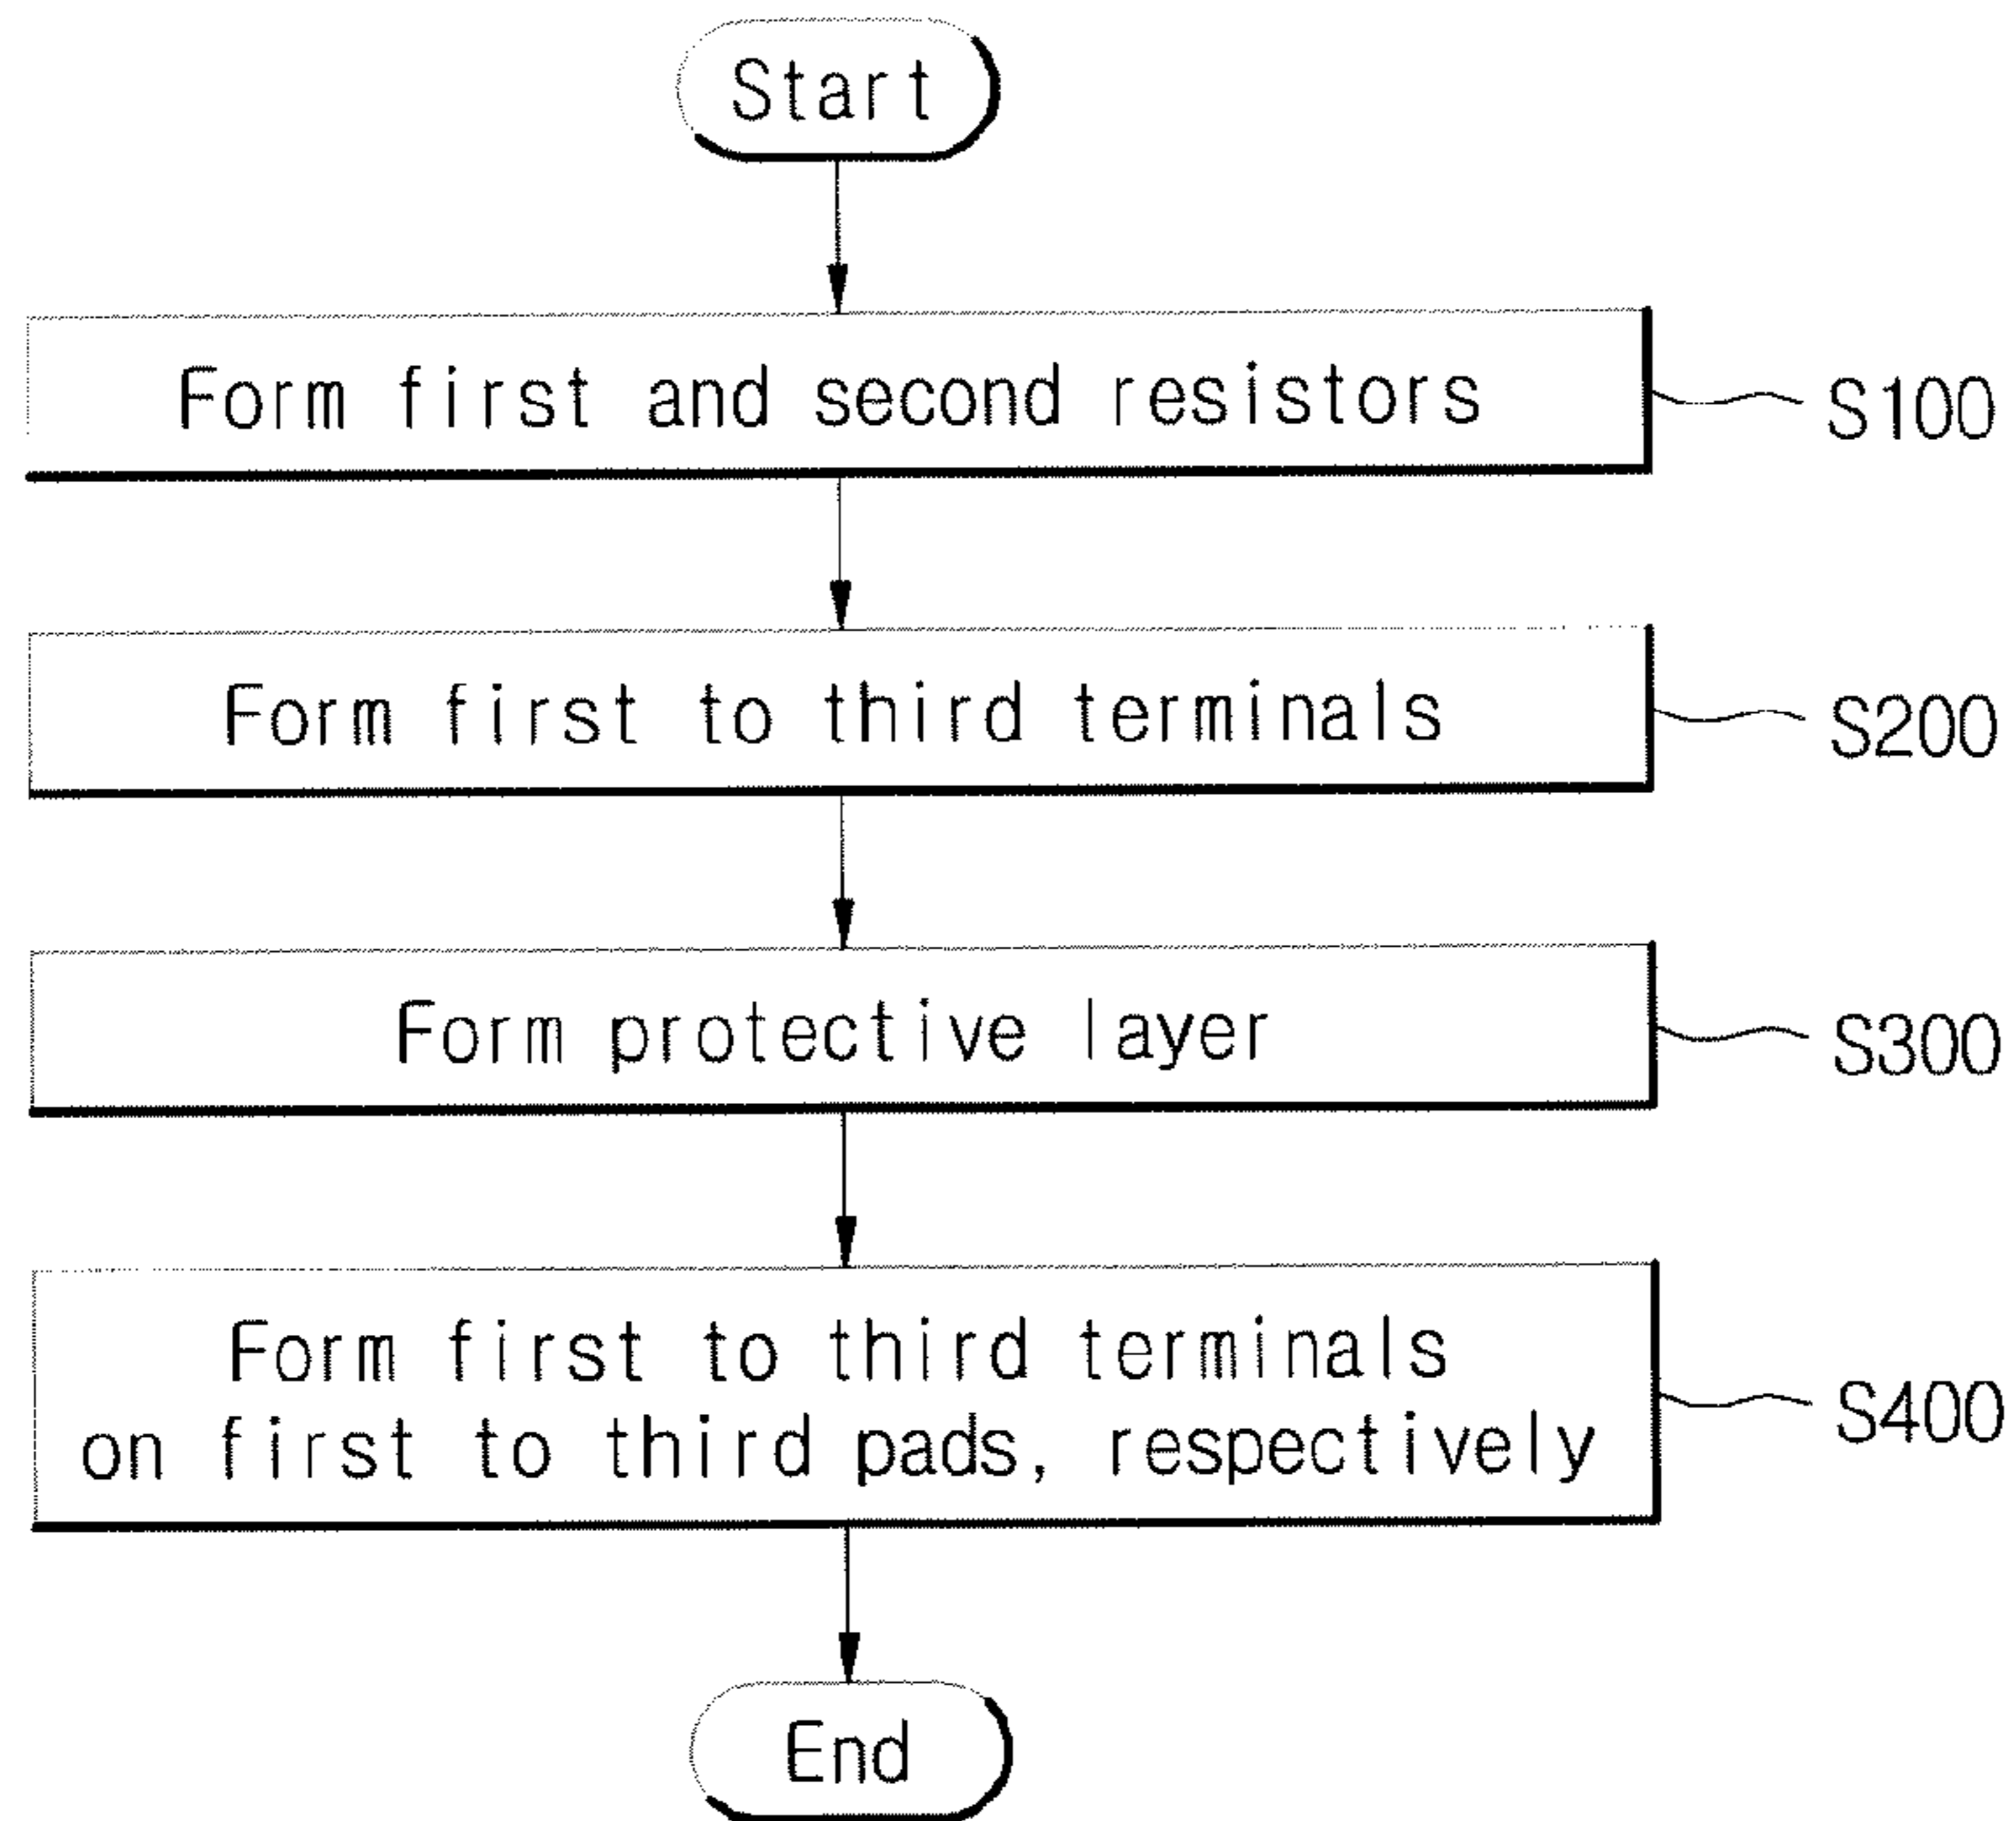 Start
Form first and second resistors
S100
Form first to third terminals
S200
Form protective layer
S300
Form first to third terminals
on first to third pads, respectively
S400
End